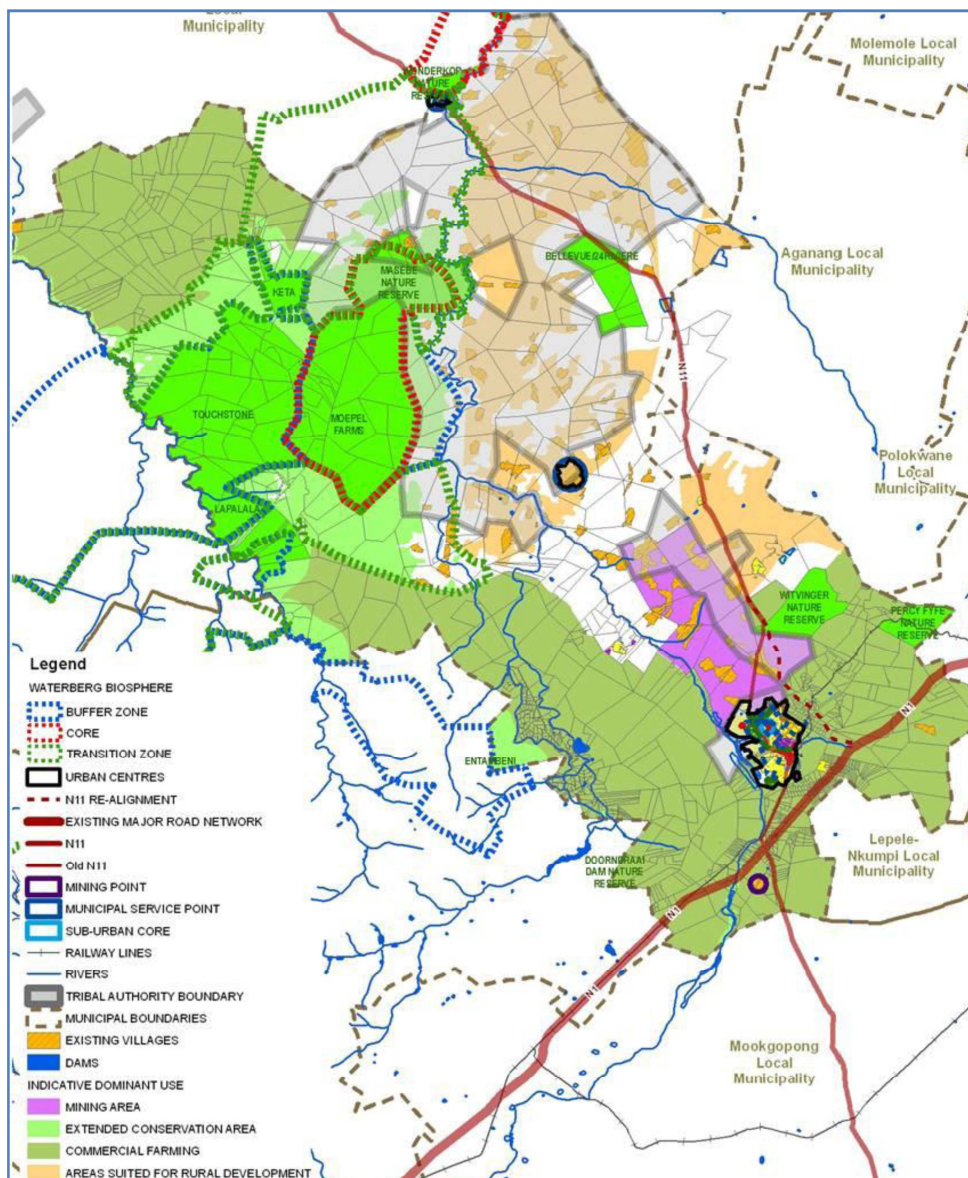 Local
Municipality
Molemole Local
Municipality
NATURE
MASEBE
NATURE
RESERVE
KETA
Aganang Local
Municipality
N11
TOUCHSTONE
MOEPEL
FARMS
Polokwane
Local
Municipality
LAPALALA
WITVINGER
NATURE
RESERVE
PERCY FYFE
NATURE
RESERVE
N1
ENTABENI
Lepele-
Nkumpi Local
Municipality
DOORNDRAAI
DAM NATURE
RESERVE
N1
N1
Mookgopong
Local
Municipality
Legend
WATERBERG BIOSPHERE
BUFFER ZONE
CORE
TRANSITION ZONE
URBAN CENTRES
N11 RE-ALIGNMENT
EXISTING MAJOR ROAD NETWORK
N11
Old N11
MINING POINT
MUNICIPAL SERVICE POINT
SUB-URBAN CORE
RAILWAY LINES
RIVERS
TRIBAL AUTHORITY BOUNDARY
MUNICIPAL BOUNDARIES
EXISTING VILLAGES
DAMS
INDICATIVE DOMINANT USE
MINING AREA
EXTENDED CONSERVATION AREA
COMMERCIAL FARMING
AREAS SUITED FOR RURAL DEVELOPMENT